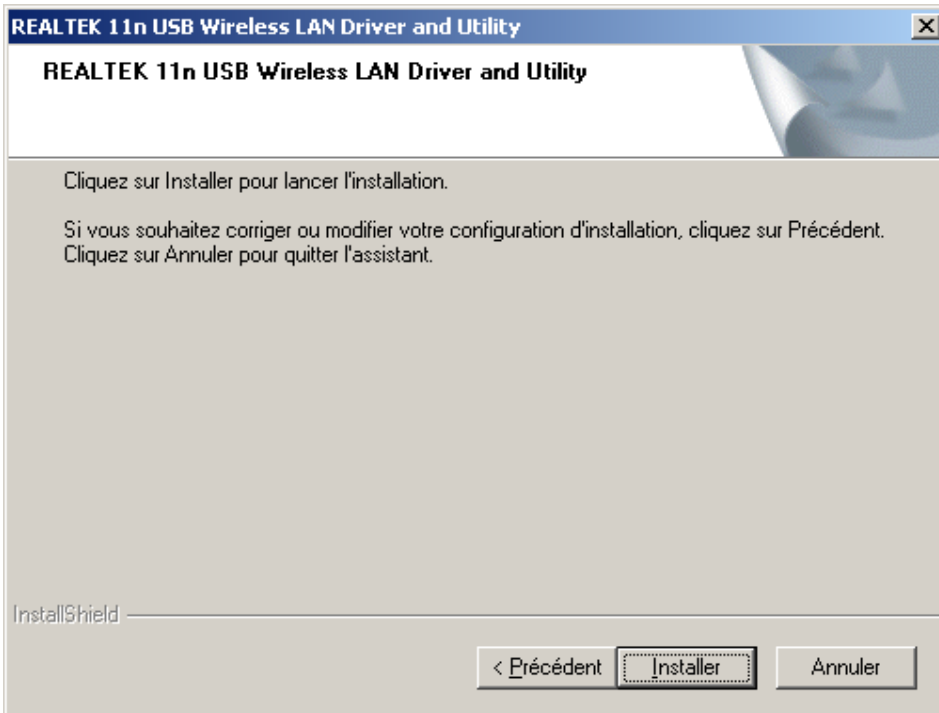 REALTEK 11n USB Wireless LAN Driver and Utility
REALTEK 11n USB Wireless LAN Driver and Utility
Cliquez sur Installer pour lancer l'installation.
Si vous souhaitez corriger ou modifier votre configuration d'installation, cliquez sur Précédent.
Cliquez sur Annuler pour quitter l'assistant.
InstallShield
< Précédent Installer Annuler